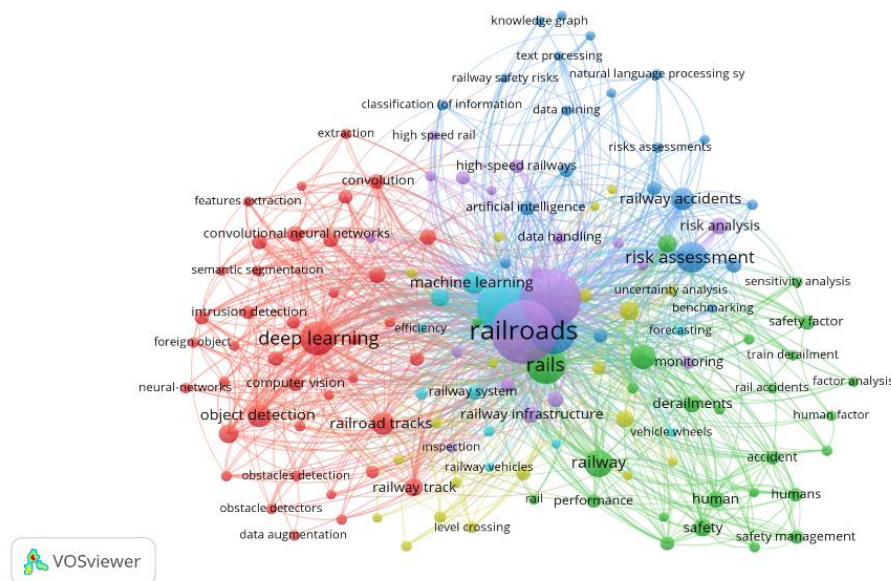 knowledge graph
text processing
railway safety risks
natural language processing sy
classification (of information
data mining
extraction
high speed rail
risks assessments
high-speed railways
convolution
features extraction
artificial intelligence
railway accidents
risk analysis
convolutional neural networks
data handling
risk assessment
semantic segmentation
machine learning
uncertainty analysis
sensitivity analysis
intrusion detection
benchmarking
safety factor
deep learning
efficiency
railroads
forecasting
foreign object
train derailment
rails
monitoring
neural-networks
computer vision
railway system
rail accidents
factor analysis
object detection
railroad tracks
railway infrastructure
derailments
human factor
inspection
vehicle wheels
obstacles detection
railway vehicles
railway
accident
railway track
obstacle detectors
rail
performance
human
humans
data augmentation
level crossing
safety
safety management
VOSviewer